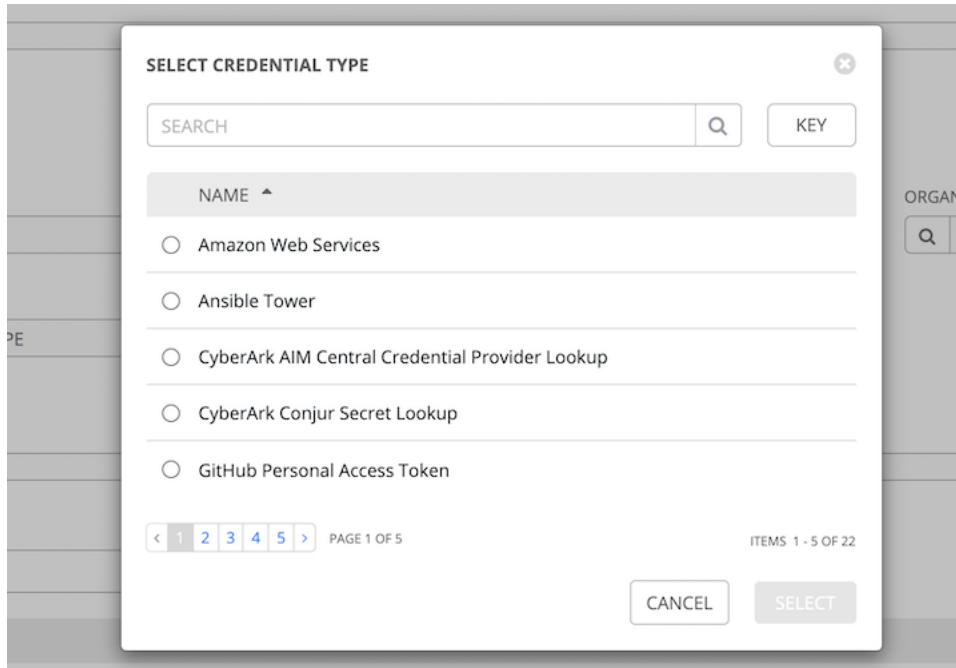 SELECT CREDENTIAL TYPE
SEARCH
KEY
NAME
ORGAN
Amazon Web Services
Ansible Tower
PE
CyberArk AIM Central Credential Provider Lookup
CyberArk Conjur Secret Lookup
GitHub Personal Access Token
< 1 2 3 4 5 > PAGE 1 OF 5
ITEMS 1 - 5 OF 22
CANCEL
SELECT